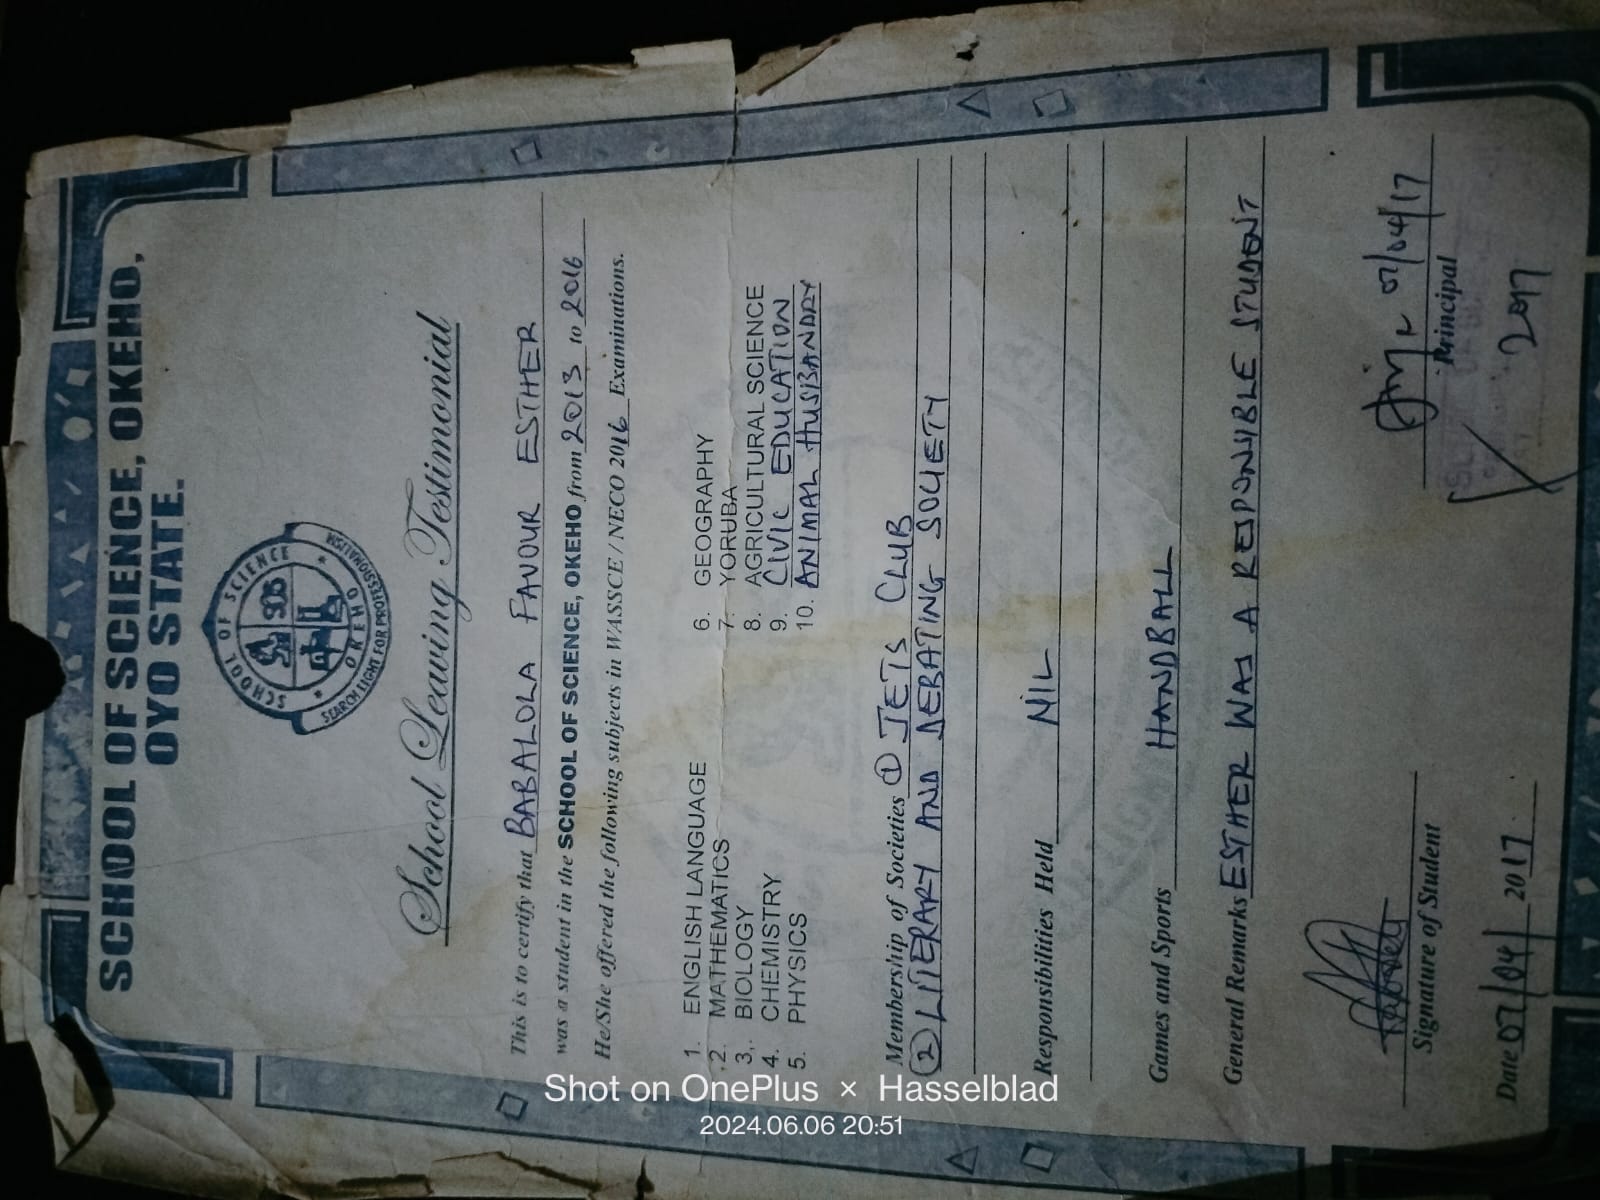 SCHOOL OF SCIENCE, OKEHO,
OYO STATE.
SCHOOL OF SCIENCE
SOS
OKEHO
SEARCH LIGHT FOR PROFESSIONALISM
School Leaving Testimonial
This is to certify that BABALOLA FAVOUR ESTHER
was a student in the SCHOOL OF SCIENCE, OKEHO from 2013 to 2016
He/She offered the following subjects in WASSCE / NECO 2016 Examinations.
1. ENGLISH LANGUAGE
2. MATHEMATICS
3. BIOLOGY
4. CHEMISTRY
5. PHYSICS
6. GEOGRAPHY
7. YORUBA
8. AGRICULTURAL SCIENCE
9. CIVIC EDUCATION
10. ANIMAL HUSBANDRY
Membership of Societies ① JETS CLUB
② LITERARY AND DEBATING SOCIETY
Responsibilities Held NIL
Games and Sports HANDBALL
General Remarks ESTHER WAS A RESPONSIBLE STUDENT
Signature of Student
07/04/17
Principal
2017
Date 07/04/2017
Shot on OnePlus × Hasselblad
2024.06.06 20:51